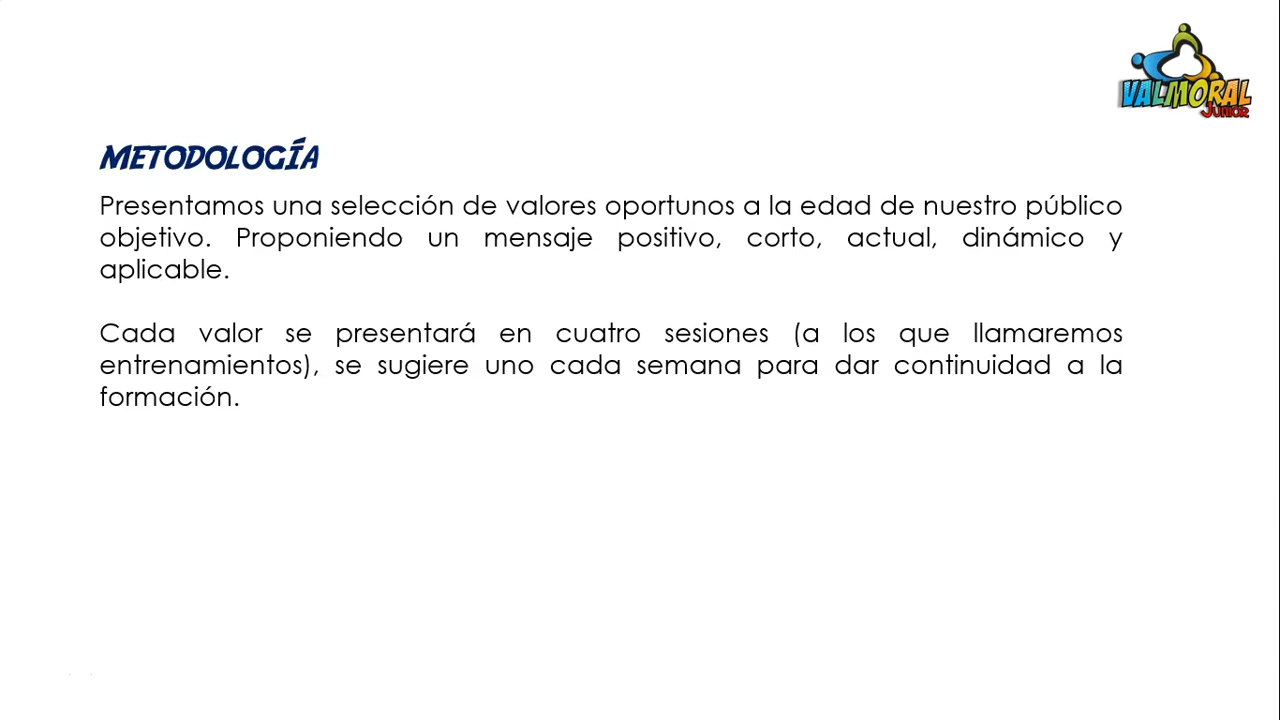 VALMORAL
JUNIOR
METODOLOGÍA
Presentamos una selección de valores oportunos a la edad de nuestro público
objetivo. Proponiendo un mensaje positivo, corto, actual, dinámico y
aplicable.
Cada valor se presentará en cuatro sesiones (a los que llamaremos
entrenamientos), se sugiere uno cada semana para dar continuidad a la
formación.